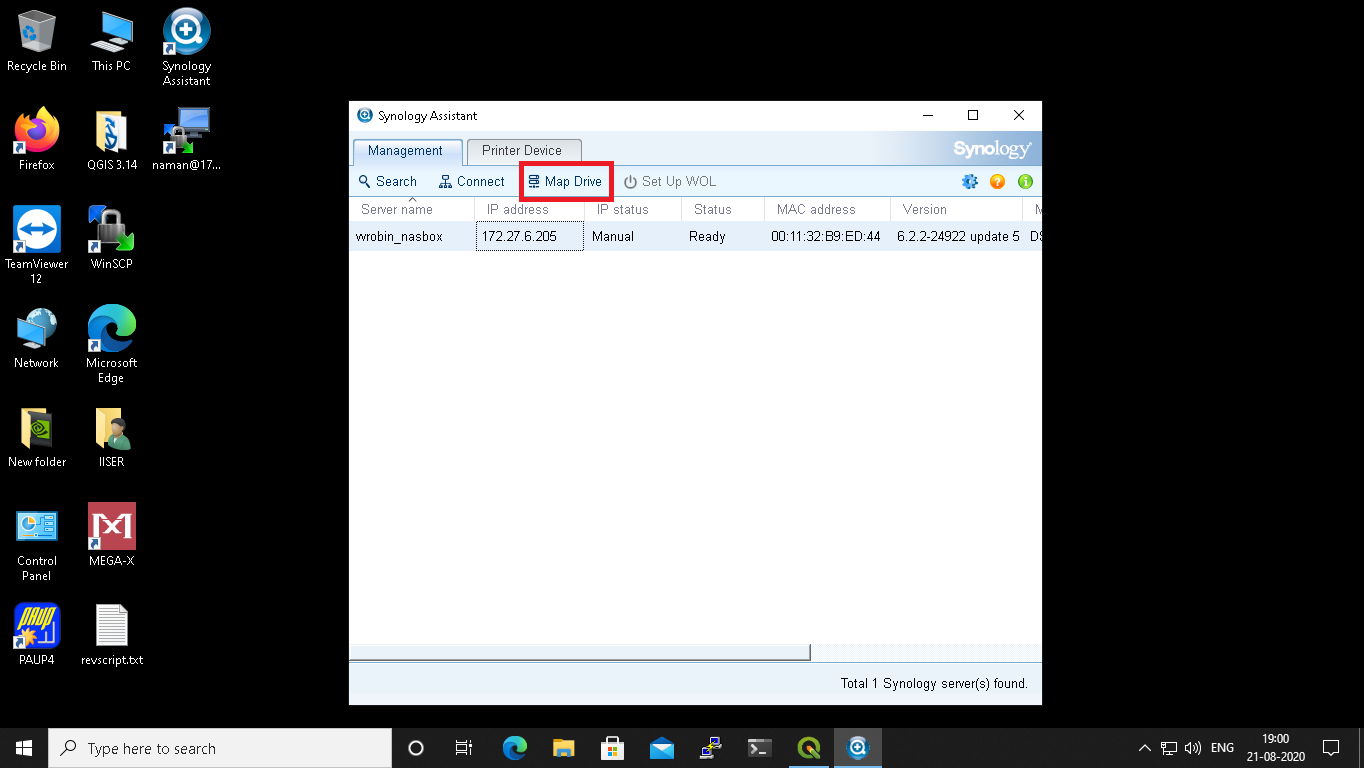 Recycle Bin
This PC
Synology
Assistant
Firefox
QGIS 3.14
naman@17...
TeamViewer
12
WinSCP
Network
Microsoft
Edge
New folder
IISER
Control
Panel
MEGA-X
PAUP
PAUP4
revscript.txt
Synology Assistant
Management
Printer Device
Synology
Search
Connect
Map Drive
Set Up WOL
Server name
IP address
IP status
Status
MAC address
Version
M
wrobin_nasbox
172.27.6.205
Manual
Ready
00:11:32:B9:ED:44
6.2.2-24922 update 5
DS
Total 1 Synology server(s) found.
Type here to search
ENG
19:00
21-08-2020